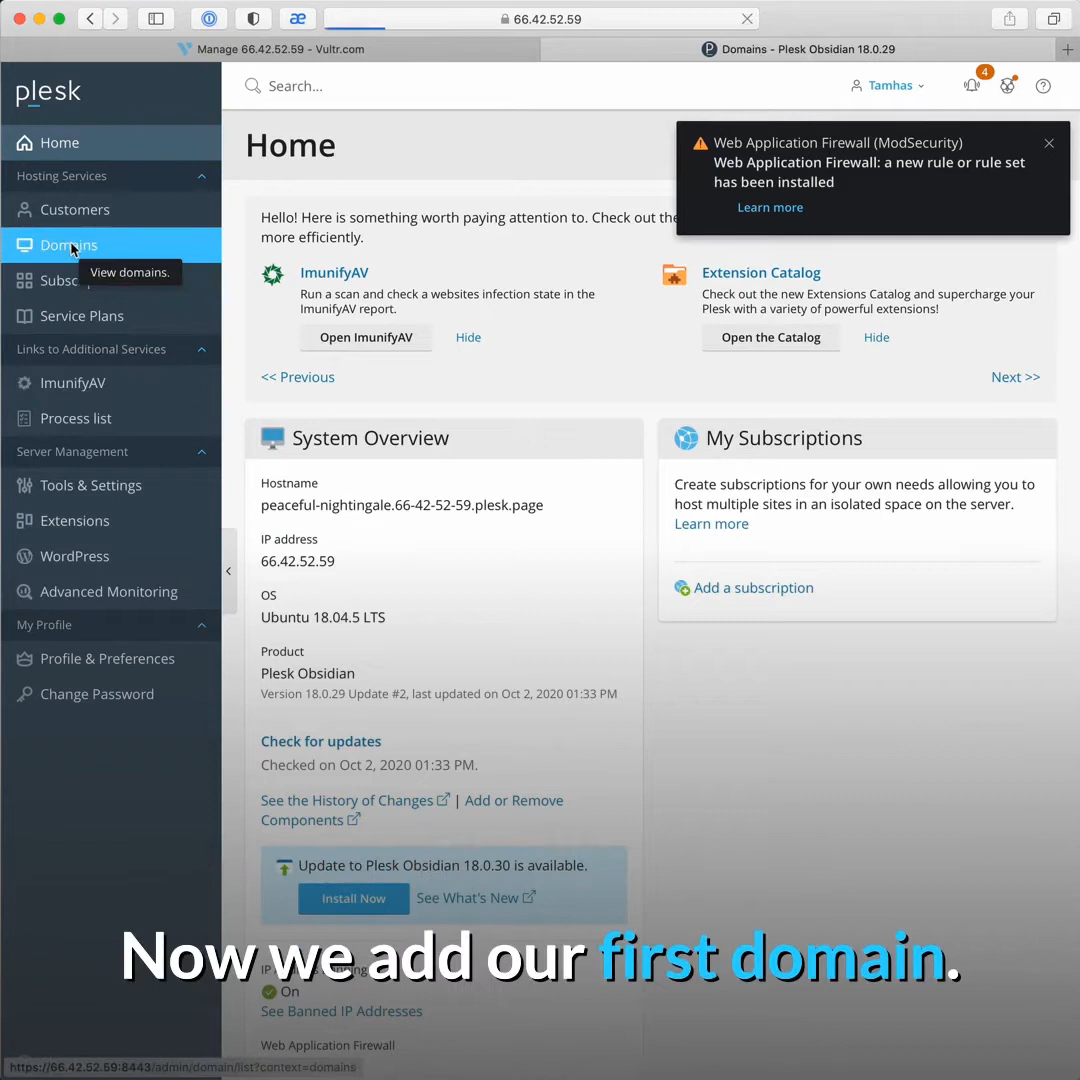 66.42.52.59
Manage 66.42.52.59 - Vultr.com
Domains - Plesk Obsidian 18.0.29
plesk
Search...
Tamhas
4
Home
Hosting Services
Customers
Domains
View domains.
Service Plans
Links to Additional Services
ImunifyAV
Process list
Server Management
Tools & Settings
Extensions
WordPress
Advanced Monitoring
My Profile
Profile & Preferences
Change Password
Home
Web Application Firewall (ModSecurity)
Web Application Firewall: a new rule or rule set
has been installed
Learn more
Hello! Here is something worth paying attention to. Check out the
more efficiently.
ImunifyAV
Run a scan and check a websites infection state in the
ImunifyAV report.
Open ImunifyAV
Hide
Extension Catalog
Check out the new Extensions Catalog and supercharge your
Plesk with a variety of powerful extensions!
Open the Catalog
Hide
<< Previous
Next >>
System Overview
Hostname
peaceful-nightingale.66-42-52-59.plesk.page
IP address
66.42.52.59
OS
Ubuntu 18.04.5 LTS
Product
Plesk Obsidian
Version 18.0.29 Update #2, last updated on Oct 2, 2020 01:33 PM
Check for updates
Checked on Oct 2, 2020 01:33 PM.
See the History of Changes | Add or Remove
Components
Update to Plesk Obsidian 18.0.30 is available.
Install Now
See What's New
My Subscriptions
Create subscriptions for your own needs allowing you to
host multiple sites in an isolated space on the server.
Learn more
Add a subscription
Now we add our first domain.
On
See Banned IP Addresses
Web Application Firewall
https://66.42.52.59:8443/admin/domain/list?context=domains